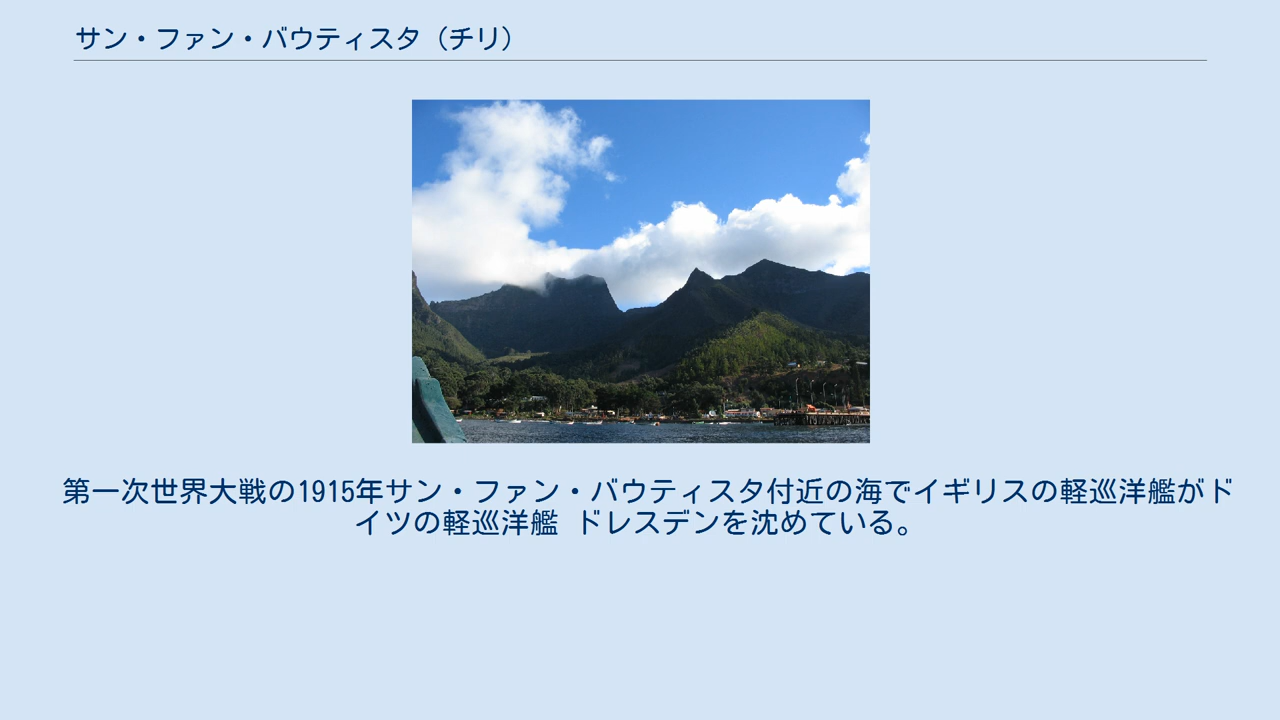 サン・ファン・バウティスタ（チリ）
第一次世界大戦の1915年サン・ファン・バウティスタ付近の海でイギリスの軽巡洋艦がド
イツの軽巡洋艦 ドレスデンを沈めている。